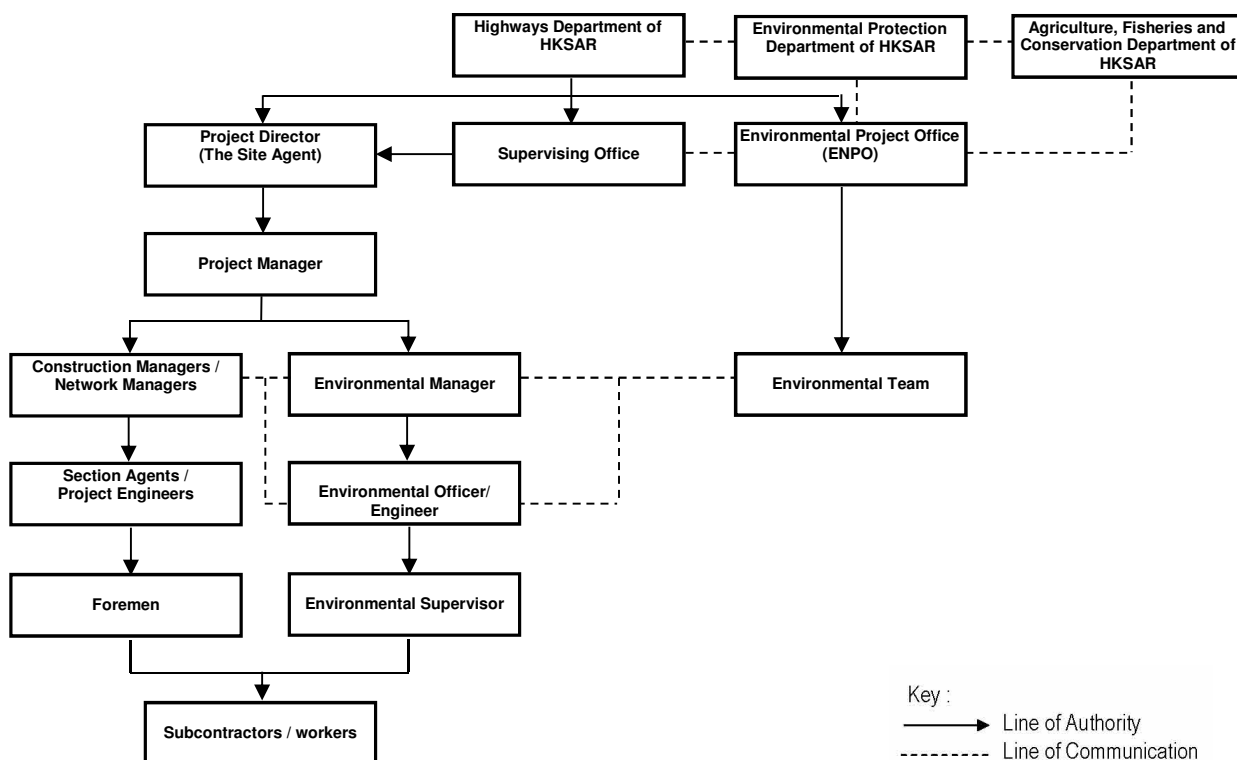 Highways Department of
HKSAR
Environmental Protection
Department of HKSAR
Agriculture, Fisheries and
Conservation Department of
HKSAR
Project Director
(The Site Agent)
Supervising Office
Environmental Project Office
(ENPO)
Project Manager
Construction Managers /
Network Managers
Environmental Manager
Environmental Team
Section Agents /
Project Engineers
Environmental Officer/
Engineer
Foremen
Environmental Supervisor
Subcontractors / workers
Key :
Line of Authority
Line of Communication